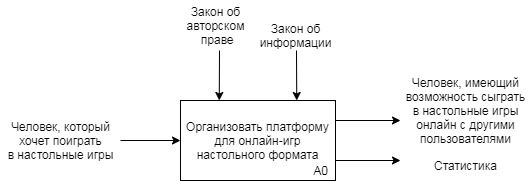 Закон об
авторском
праве
Закон об
информации
Человек, который
хочет поиграть
в настольные игры
Организовать платформу
для онлайн-игр
настольного формата
A0
Человек, имеющий
возможность сыграть
в настольные игры
онлайн с другими
пользователями
Статистика